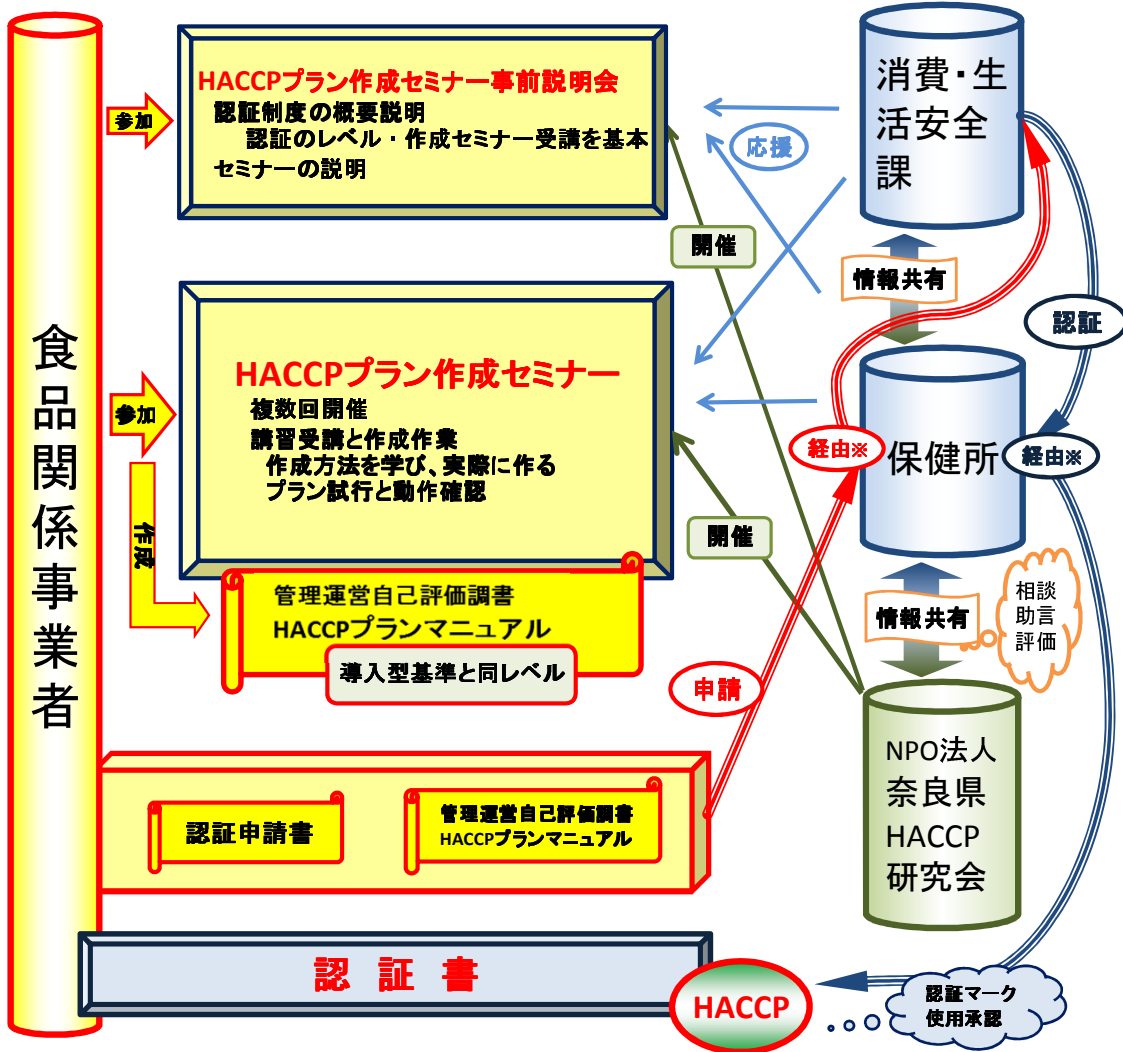 食品関係事業者
参加
HACCPプラン作成セミナー事前説明会
認証制度の概要説明
認証のレベル・作成セミナー受講を基本
セミナーの説明
応援
消費・生
活安全
課
開催
情報共有
認証
参加
HACCPプラン作成セミナー
複数回開催
講習受講と作成作業
作成方法を学び、実際に作る
プラン試行と動作確認
経由※
保健所
経由※
作成
開催
管理運営自己評価調書
HACCPプランマニュアル
導入型基準と同レベル
情報共有
相談
助言
評価
申請
NPO法人
奈良県
HACCP
研究会
認証申請書
管理運営自己評価調書
HACCPプランマニュアル
認証書
HACCP
認証マーク
使用承認